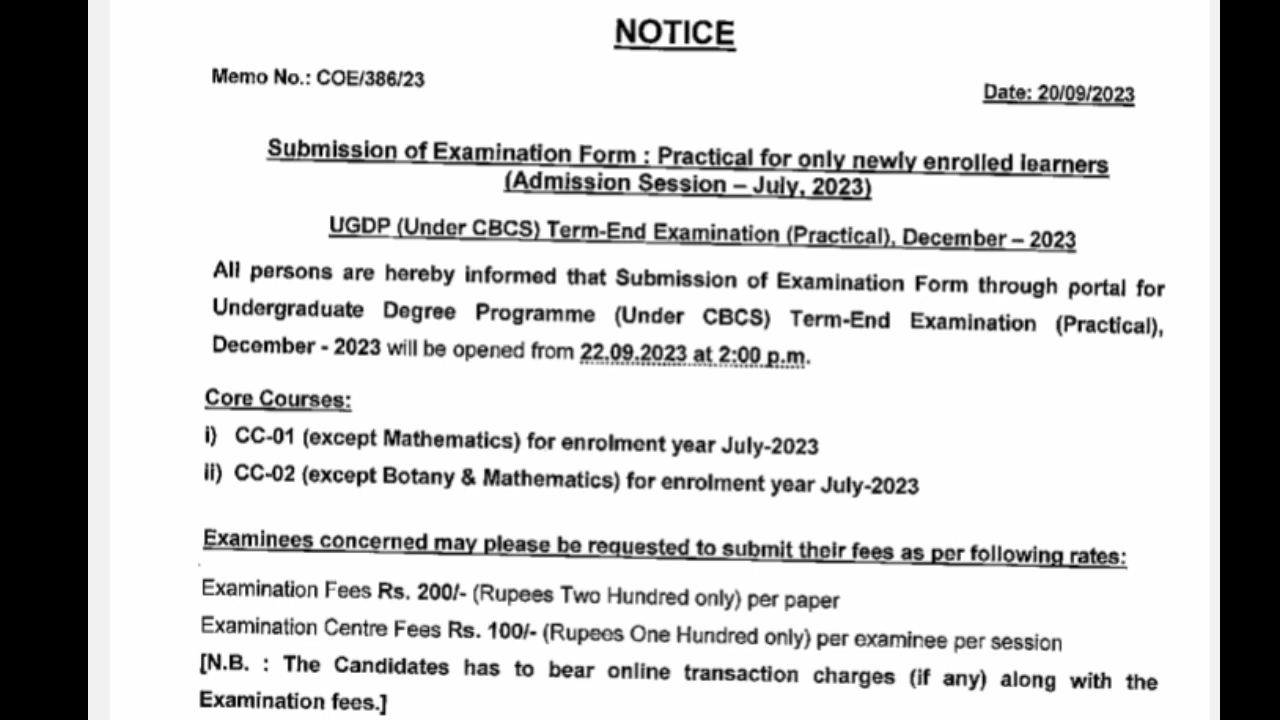 NOTICE
Memo No.: COE/386/23
Date: 20/09/2023
Submission of Examination Form : Practical for only newly enrolled learners
(Admission Session – July, 2023)
UGDP (Under CBCS) Term-End Examination (Practical), December – 2023
All persons are hereby informed that Submission of Examination Form through portal for
Undergraduate Degree Programme (Under CBCS) Term-End Examination (Practical),
December - 2023 will be opened from 22.09.2023 at 2:00 p.m.
Core Courses:
i) CC-01 (except Mathematics) for enrolment year July-2023
ii) CC-02 (except Botany & Mathematics) for enrolment year July-2023
Examinees concerned may please be requested to submit their fees as per following rates:
Examination Fees Rs. 200/- (Rupees Two Hundred only) per paper
Examination Centre Fees Rs. 100/- (Rupees One Hundred only) per examinee per session
[N.B. : The Candidates has to bear online transaction charges (if any) along with the
Examination fees.]